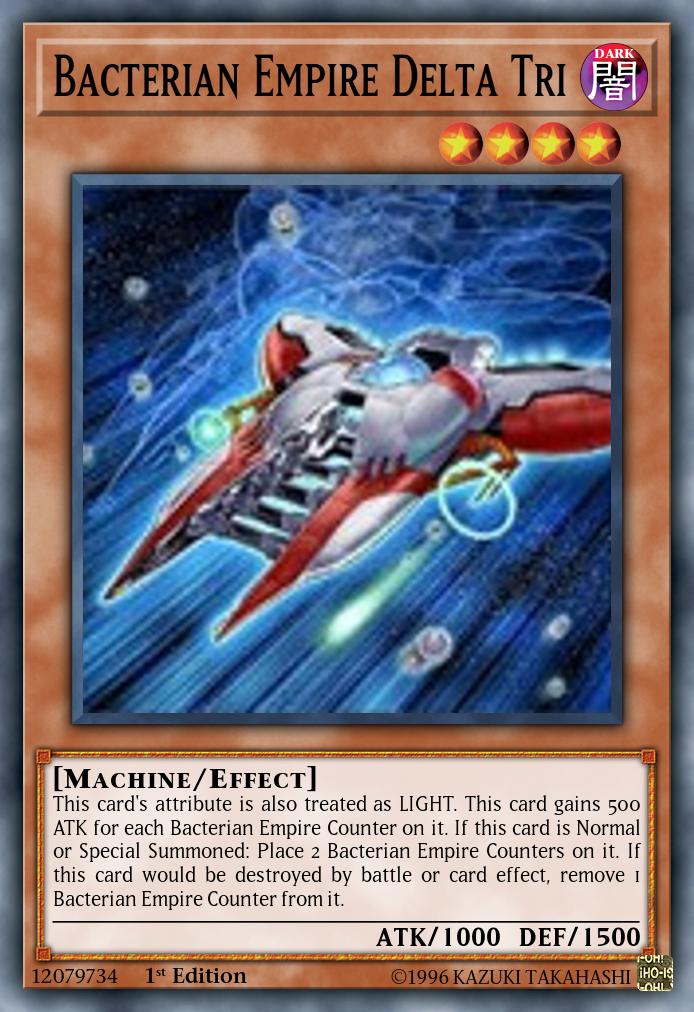 Bacterian Empire Delta Tri
DARK
闇
[Machine/Effect]
This card's attribute is also treated as LIGHT. This card gains 500
ATK for each Bacterian Empire Counter on it. If this card is Normal
or Special Summoned: Place 2 Bacterian Empire Counters on it. If
this card would be destroyed by battle or card effect, remove 1
Bacterian Empire Counter from it.
ATK/1000 DEF/1500
12079734 1st Edition ©1996 KAZUKI TAKAHASHI